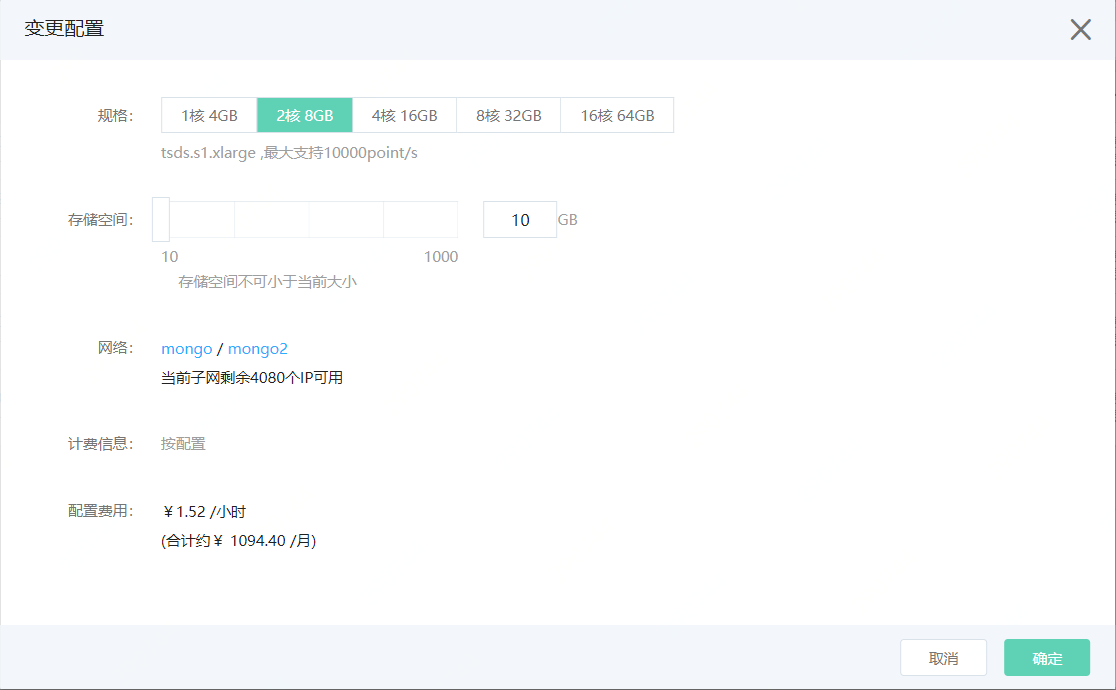 变更配置
规格：
1核 4GB
2核 8GB
4核 16GB
8核 32GB
16核 64GB
tsds.s1.xlarge ,最大支持10000point/s
存储空间：
10
GB
10
1000
存储空间不可小于当前大小
网络：
mongo / mongo2
当前子网剩余4080个IP可用
计费信息：
按配置
配置费用：
￥1.52 /小时
(合计约￥ 1094.40 /月)
取消
确定